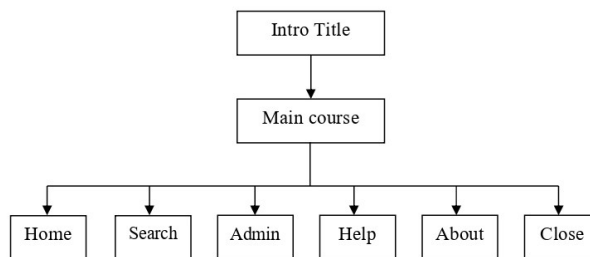 Intro Title
Main course
Home
Search
Admin
Help
About
Close